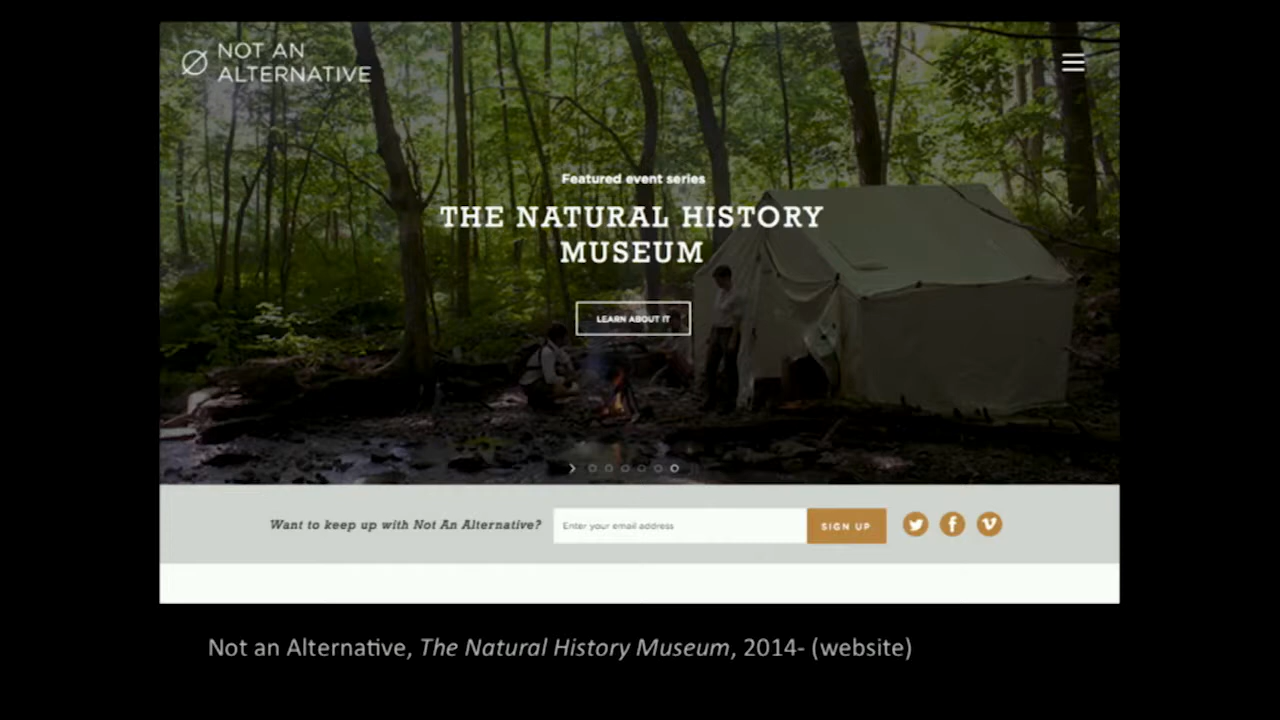 NOT AN
ALTERNATIVE
Featured event series
THE NATURAL HISTORY
MUSEUM
LEARN ABOUT IT
Want to keep up with Not An Alternative?
Enter your email address
SIGN UP
Not an Alternative, The Natural History Museum, 2014- (website)